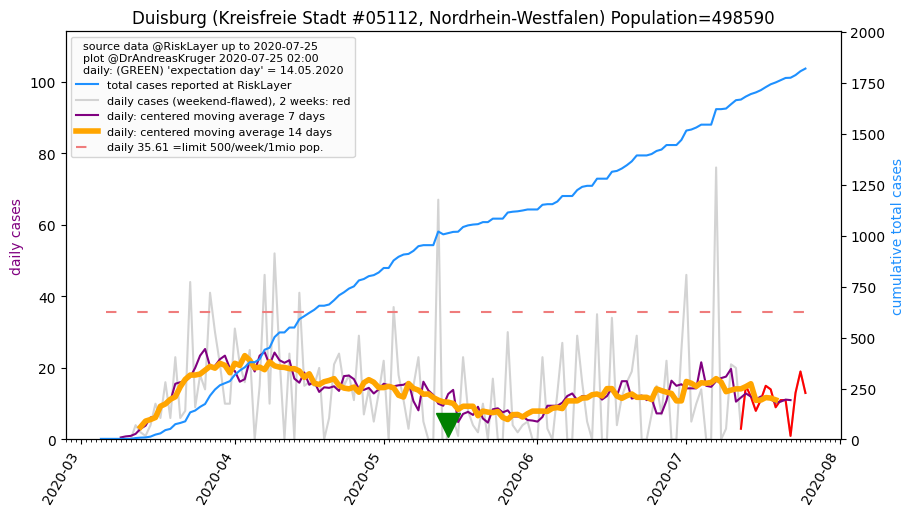 Duisburg (Kreisfreie Stadt #05112, Nordrhein-Westfalen) Population=498590
source data @RiskLayer up to 2020-07-25
plot @DrAndreasKruger 2020-07-25 02:00
daily: (GREEN) 'expectation day' = 14.05.2020
total cases reported at RiskLayer
daily cases (weekend-flawed), 2 weeks: red
daily: centered moving average 7 days
daily: centered moving average 14 days
daily 35.61 =limit 500/week/1mio pop.
daily cases
100
80
60
40
20
0
cumulative total cases
2000
1750
1500
1250
1000
750
500
250
0
2020-03
2020-04
2020-05
2020-06
2020-07
2020-08